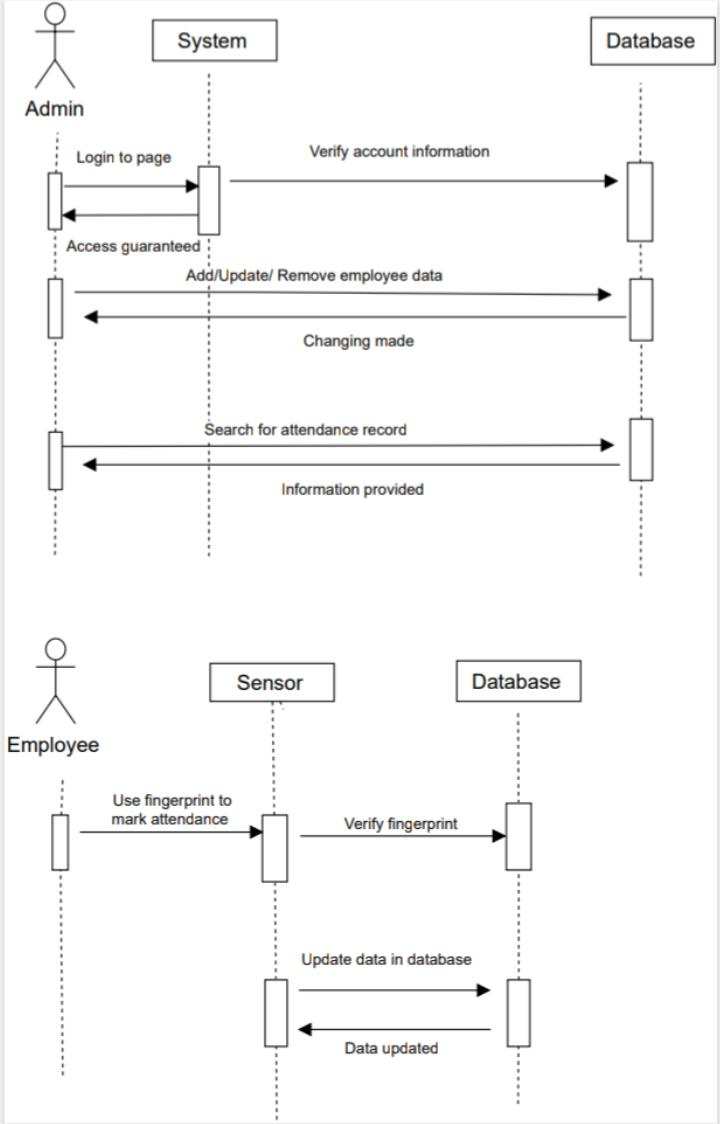 System
Database
Admin
Login to page
Verify account information
Access guaranteed
Add/Update/ Remove employee data
Changing made
Search for attendance record
Information provided
Sensor
Database
Employee
Use fingerprint to
mark attendance
Verify fingerprint
Update data in database
Data updated